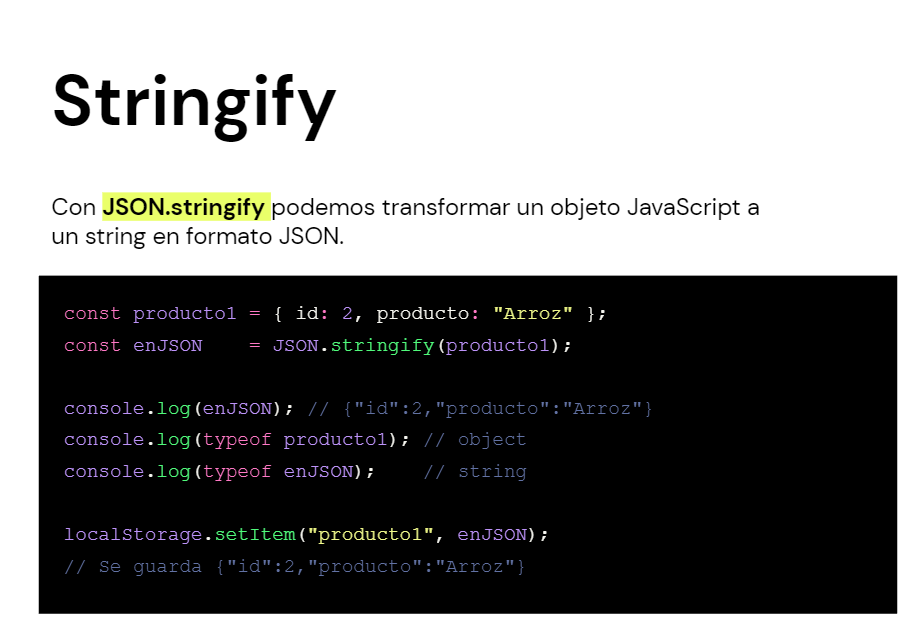 Stringify
Con JSON.stringify podemos transformar un objeto JavaScript a
un string en formato JSON.
const producto1 = { id: 2, producto: "Arroz" };
const enJSON    = JSON.stringify(producto1);
console.log(enJSON); // {"id":2,"producto":"Arroz"}
console.log(typeof producto1); // object
console.log(typeof enJSON);    // string
localStorage.setItem("producto1", enJSON);
// Se guarda {"id":2,"producto":"Arroz"}